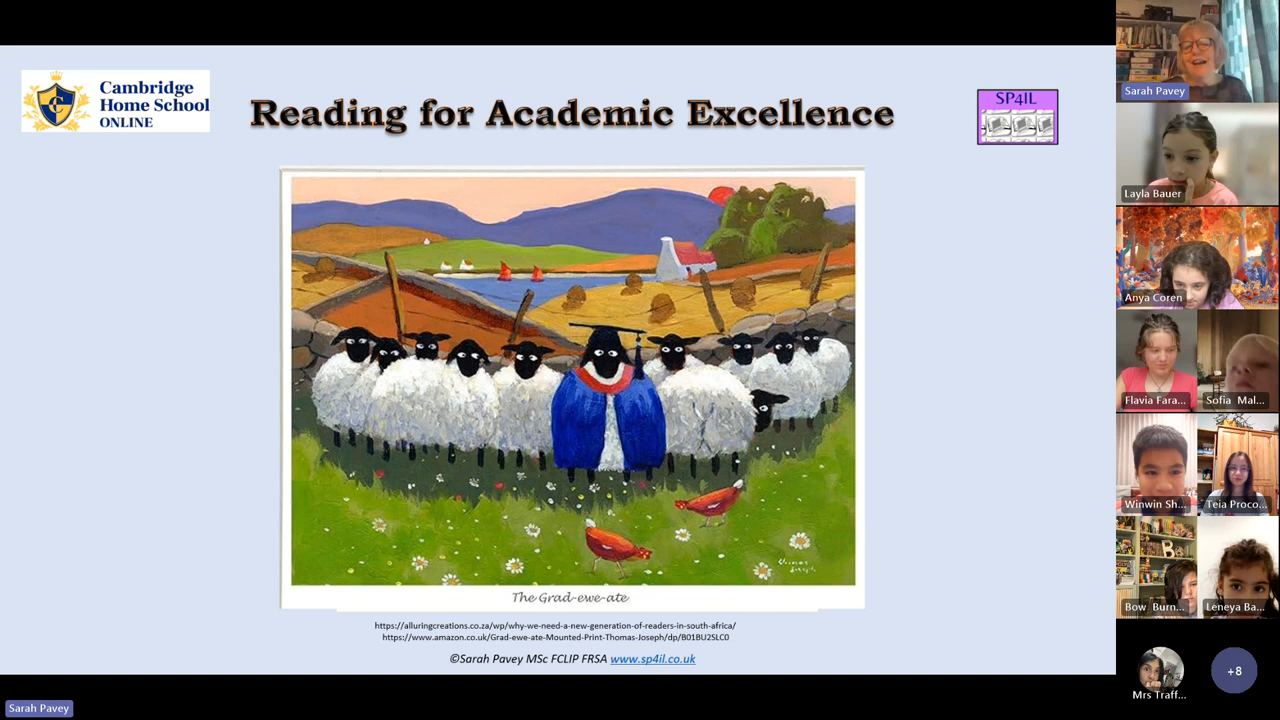 Cambridge
Home School
ONLINE
Reading for Academic Excellence
SP4IL
The Grad-ewe-ate
https://alluringcreations.co.za/wp/why-we-need-a-new-generation-of-readers-in-south-africa/
https://www.amazon.co.uk/Grad-ewe-ate-Mounted-Print-Thomas-Joseph/dp/B01BU2SLC0
©Sarah Pavey MSc FCLIP FRSA www.sp4il.co.uk
Sarah Pavey
Sarah Pavey
Layla Bauer
Anya Coren
Flavia Fara...
Sofia Mal...
Winwin Sh...
Teia Proco...
Bow Burn...
Leneya Ba...
Mrs Traff...
+8